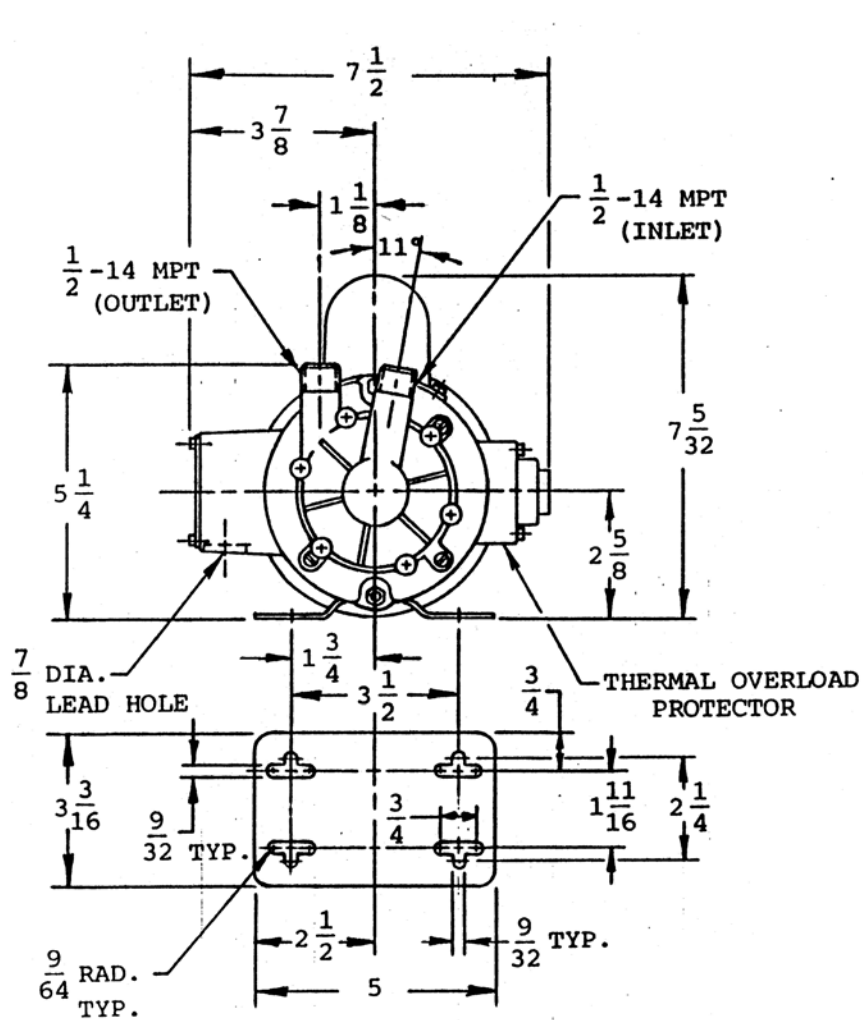 7 1/2
3 7/8
1 1/8
11°
1/2 -14 MPT
(INLET)
1/2 -14 MPT
(OUTLET)
5 1/4
7 5/32
2 5/8
7/8 DIA.
LEAD HOLE
1 3/4
3 1/2
3/4
THERMAL OVERLOAD
PROTECTOR
3 3/16
9/32 TYP.
3/4
1 11/16
2 1/4
2 1/2
9/32 TYP.
9/64 RAD.
TYP.
5